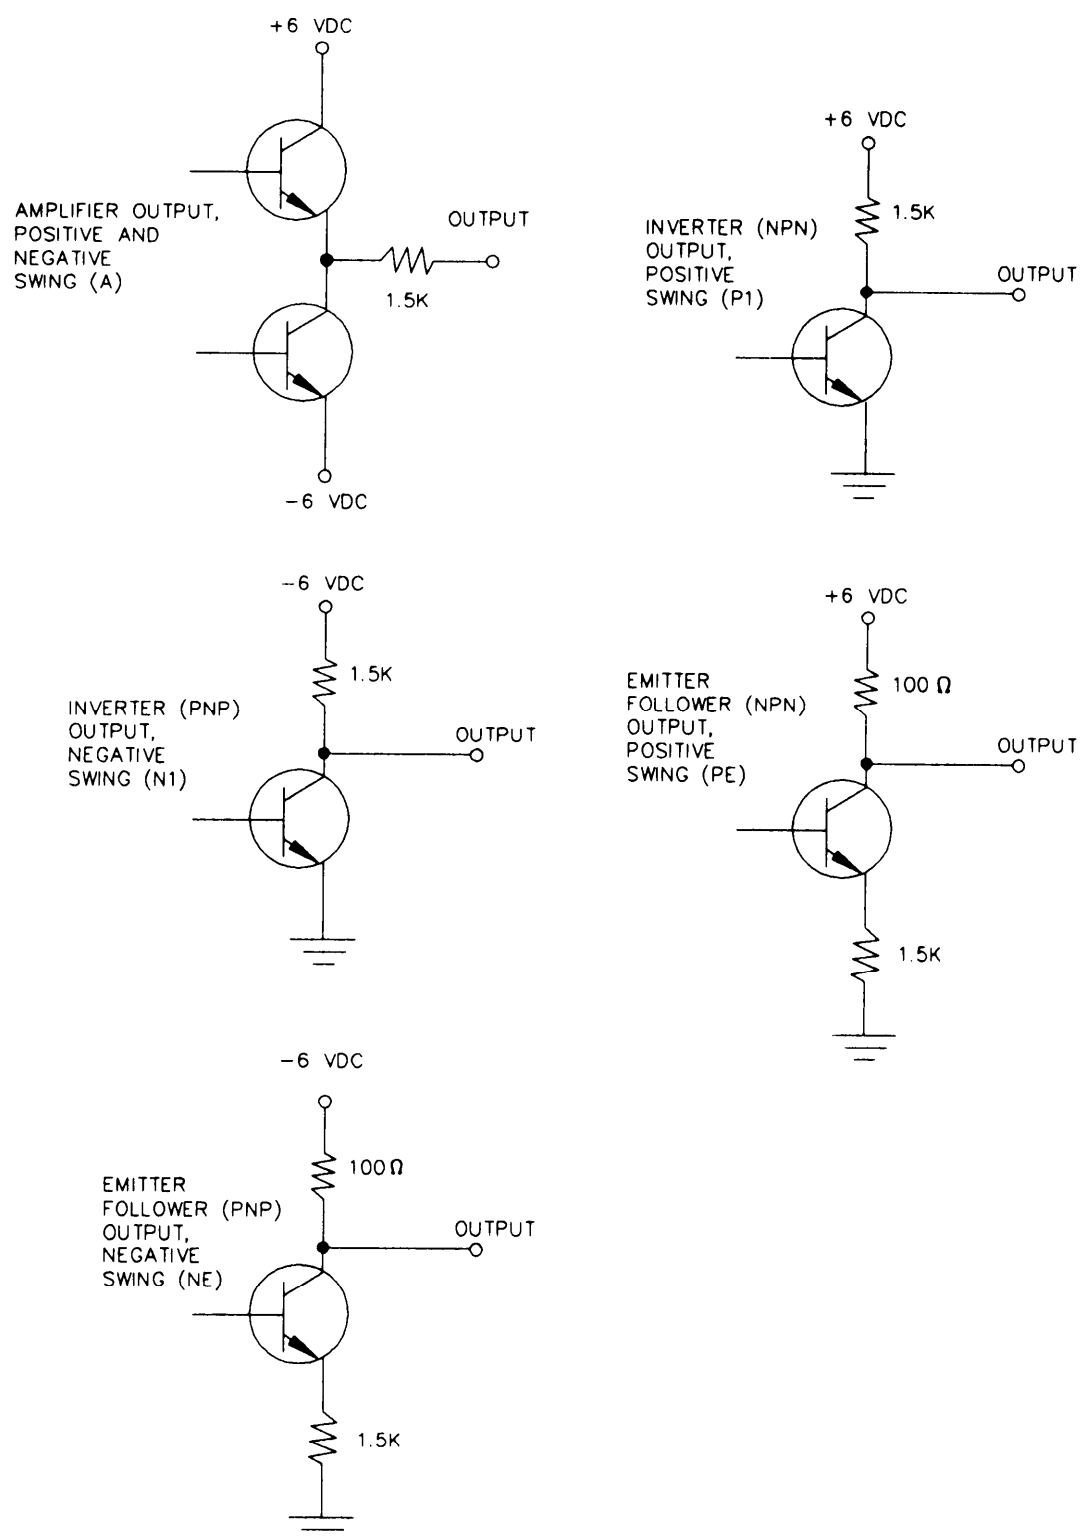 +6 VDC
AMPLIFIER OUTPUT,
POSITIVE AND
NEGATIVE
SWING (A)
OUTPUT
1.5K
-6 VDC
+6 VDC
1.5K
INVERTER (NPN)
OUTPUT,
POSITIVE
SWING (P1)
OUTPUT
-6 VDC
1.5K
INVERTER (PNP)
OUTPUT,
NEGATIVE
SWING (N1)
OUTPUT
+6 VDC
100 Ω
EMITTER
FOLLOWER (NPN)
OUTPUT,
POSITIVE
SWING (PE)
OUTPUT
1.5K
-6 VDC
100Ω
EMITTER
FOLLOWER (PNP)
OUTPUT,
NEGATIVE
SWING (NE)
OUTPUT
1.5K